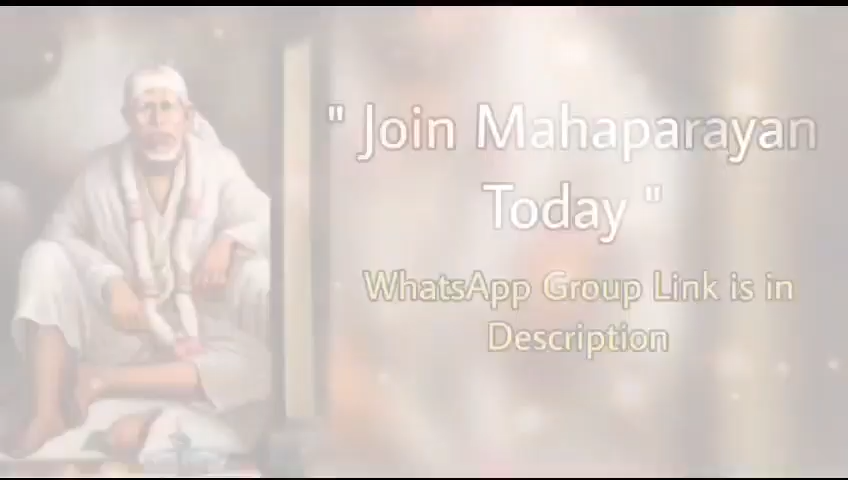 " Join Mahaparayan
Today "
WhatsApp Group Link is in
Description